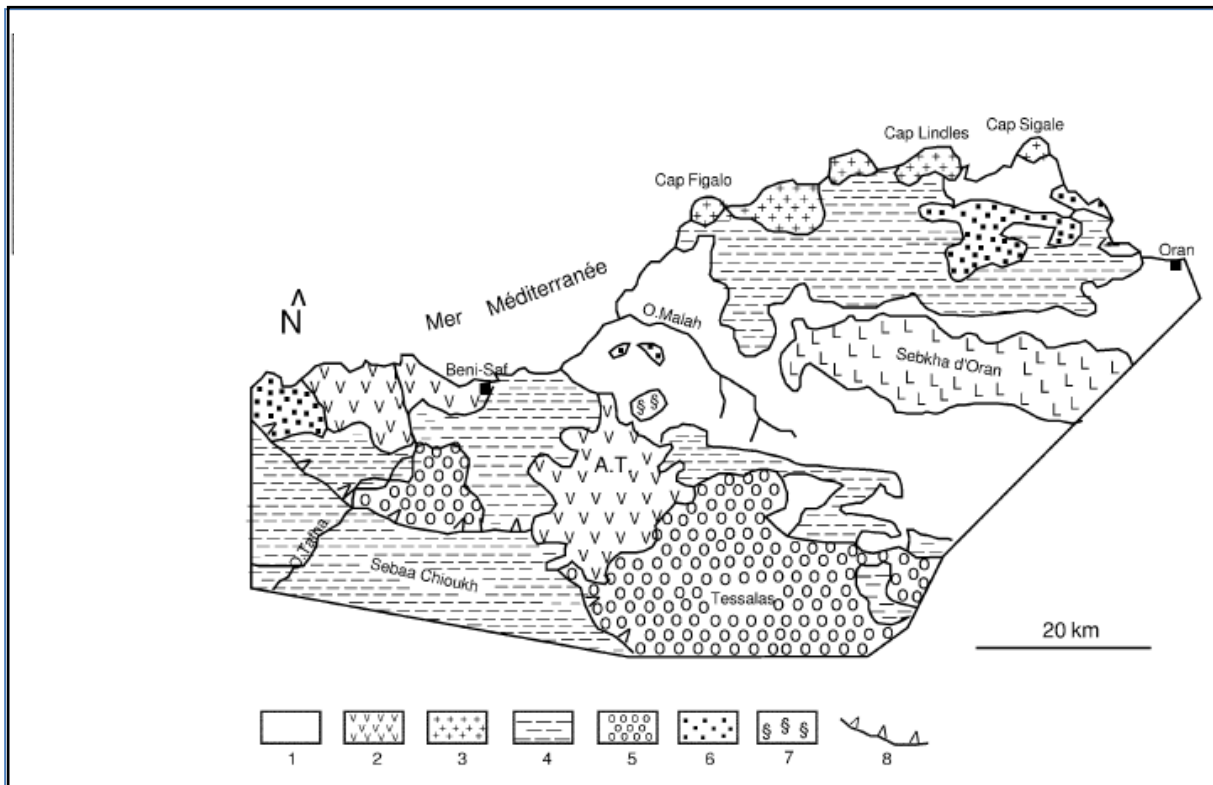 Cap Lindles
Cap Sigale
Cap Figalo
Oran
Mer Méditerranée
N
O.Malah
Sebkha d'Oran
Beni-Saf
A.T.
Sebaa Chioukh
Tessalas
20 km
1 2 3 4 5 6 7 8